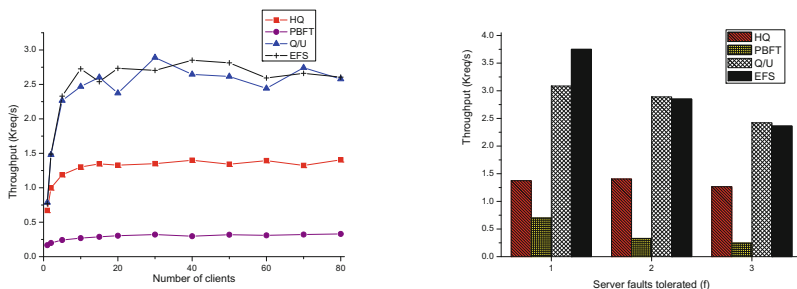 HQ
PBFT
Q/U
EFS
3.0
2.5
2.0
1.5
1.0
0.5
0.0
Throughput (Kreq/s)
0 20 40 60 80
Number of clients
HQ
PBFT
Q/U
EFS
4.0
3.5
3.0
2.5
2.0
1.5
1.0
0.5
0.0
Throughput (Kreq/s)
1 2 3
Server faults tolerated (f)